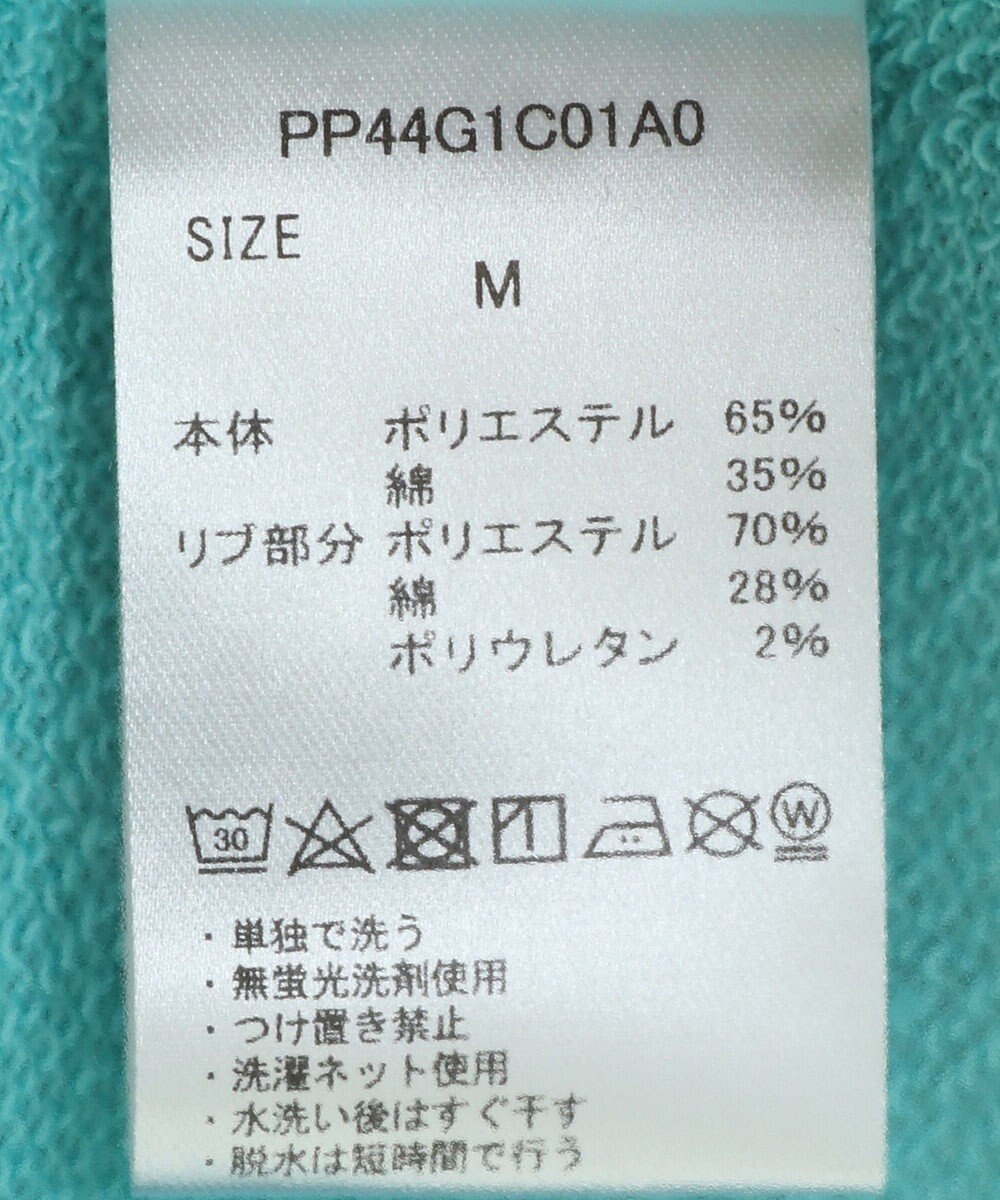 PP44G1C01A0
SIZE
M
本体 ポリエステル 65%
綿 35%
リブ部分 ポリエステル 70%
綿 28%
ポリウレタン 2%
30 W
・単独で洗う
・無蛍光洗剤使用
・つけ置き禁止
・洗濯ネット使用
・水洗い後はすぐ干す
・脱水は短時間で行う